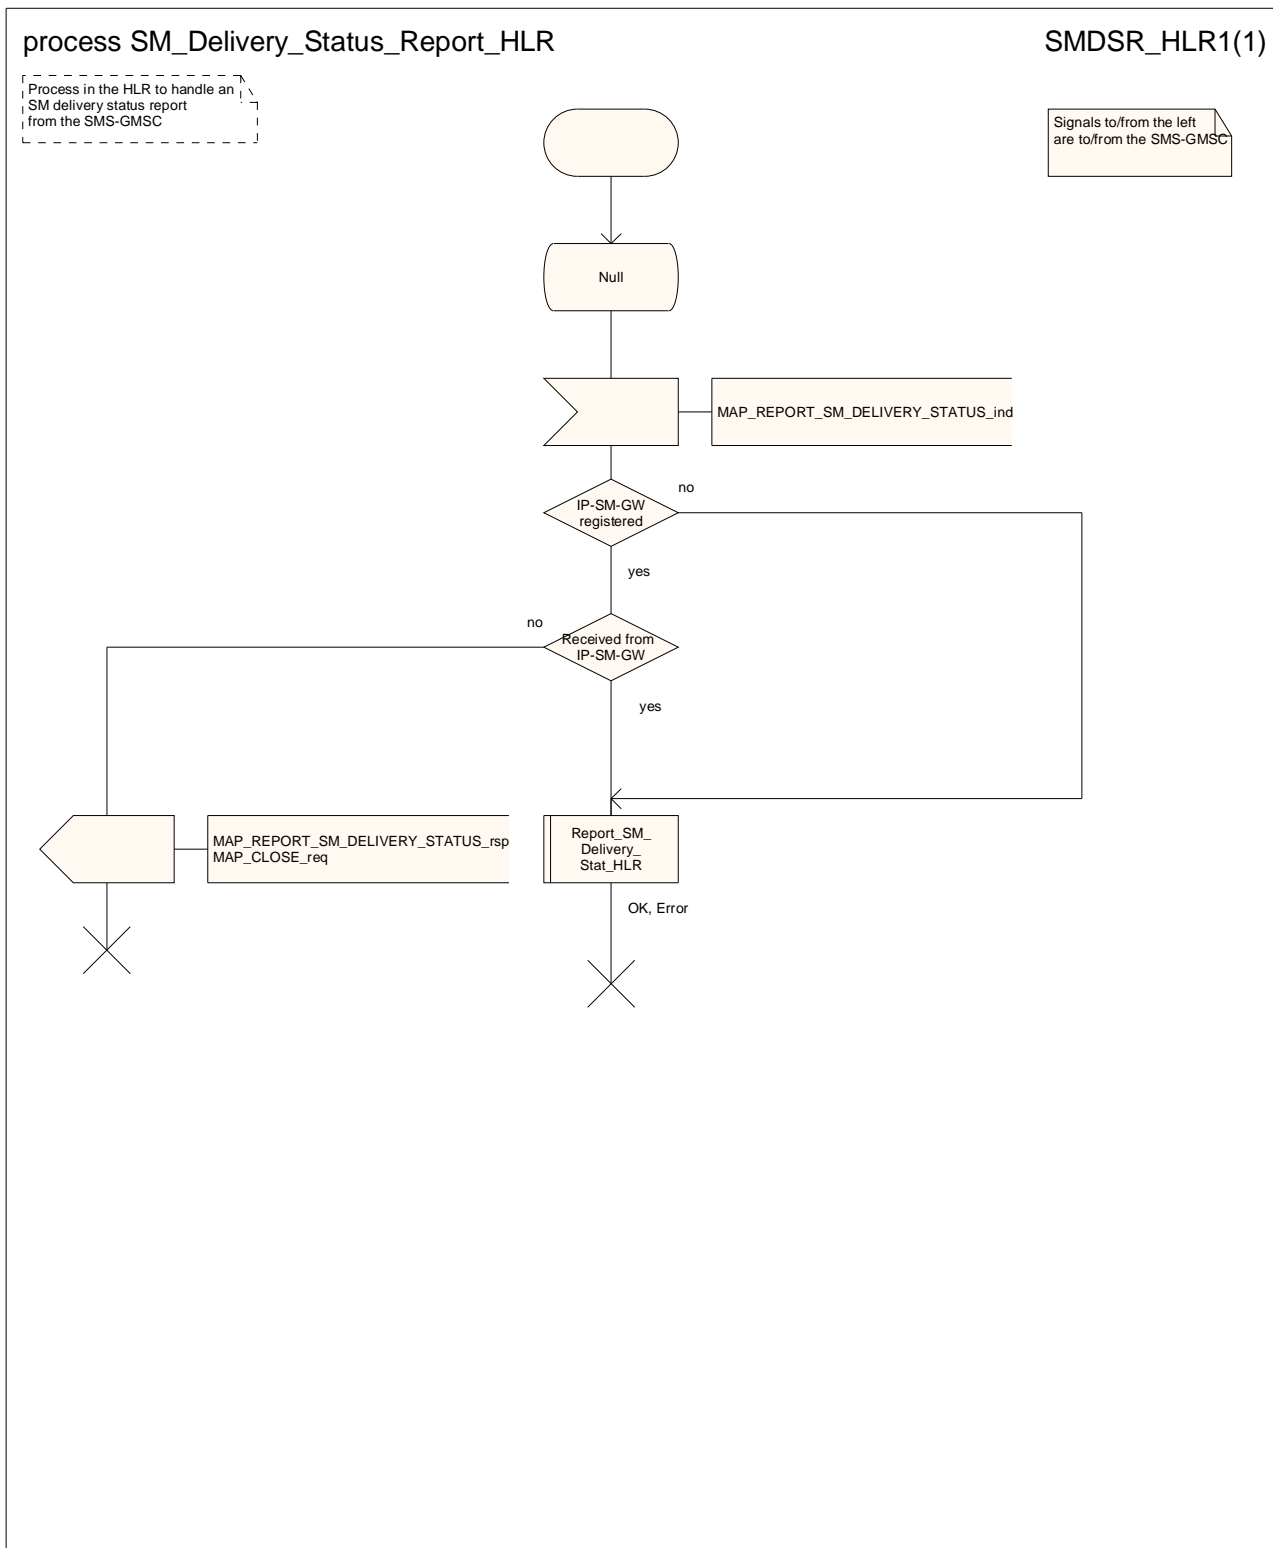 process SM_Delivery_Status_Report_HLR
SMDSR_HLR1(1)
Process in the HLR to handle an
SM delivery status report
from the SMS-GMSC
Signals to/from the left
are to/from the SMS-GMSC
Null
MAP_REPORT_SM_DELIVERY_STATUS_ind
IP-SM-GW
registered
no
yes
Received from
IP-SM-GW
no
yes
MAP_REPORT_SM_DELIVERY_STATUS_rsp
MAP_CLOSE_req
Report_SM_
Delivery_
Stat_HLR
OK, Error